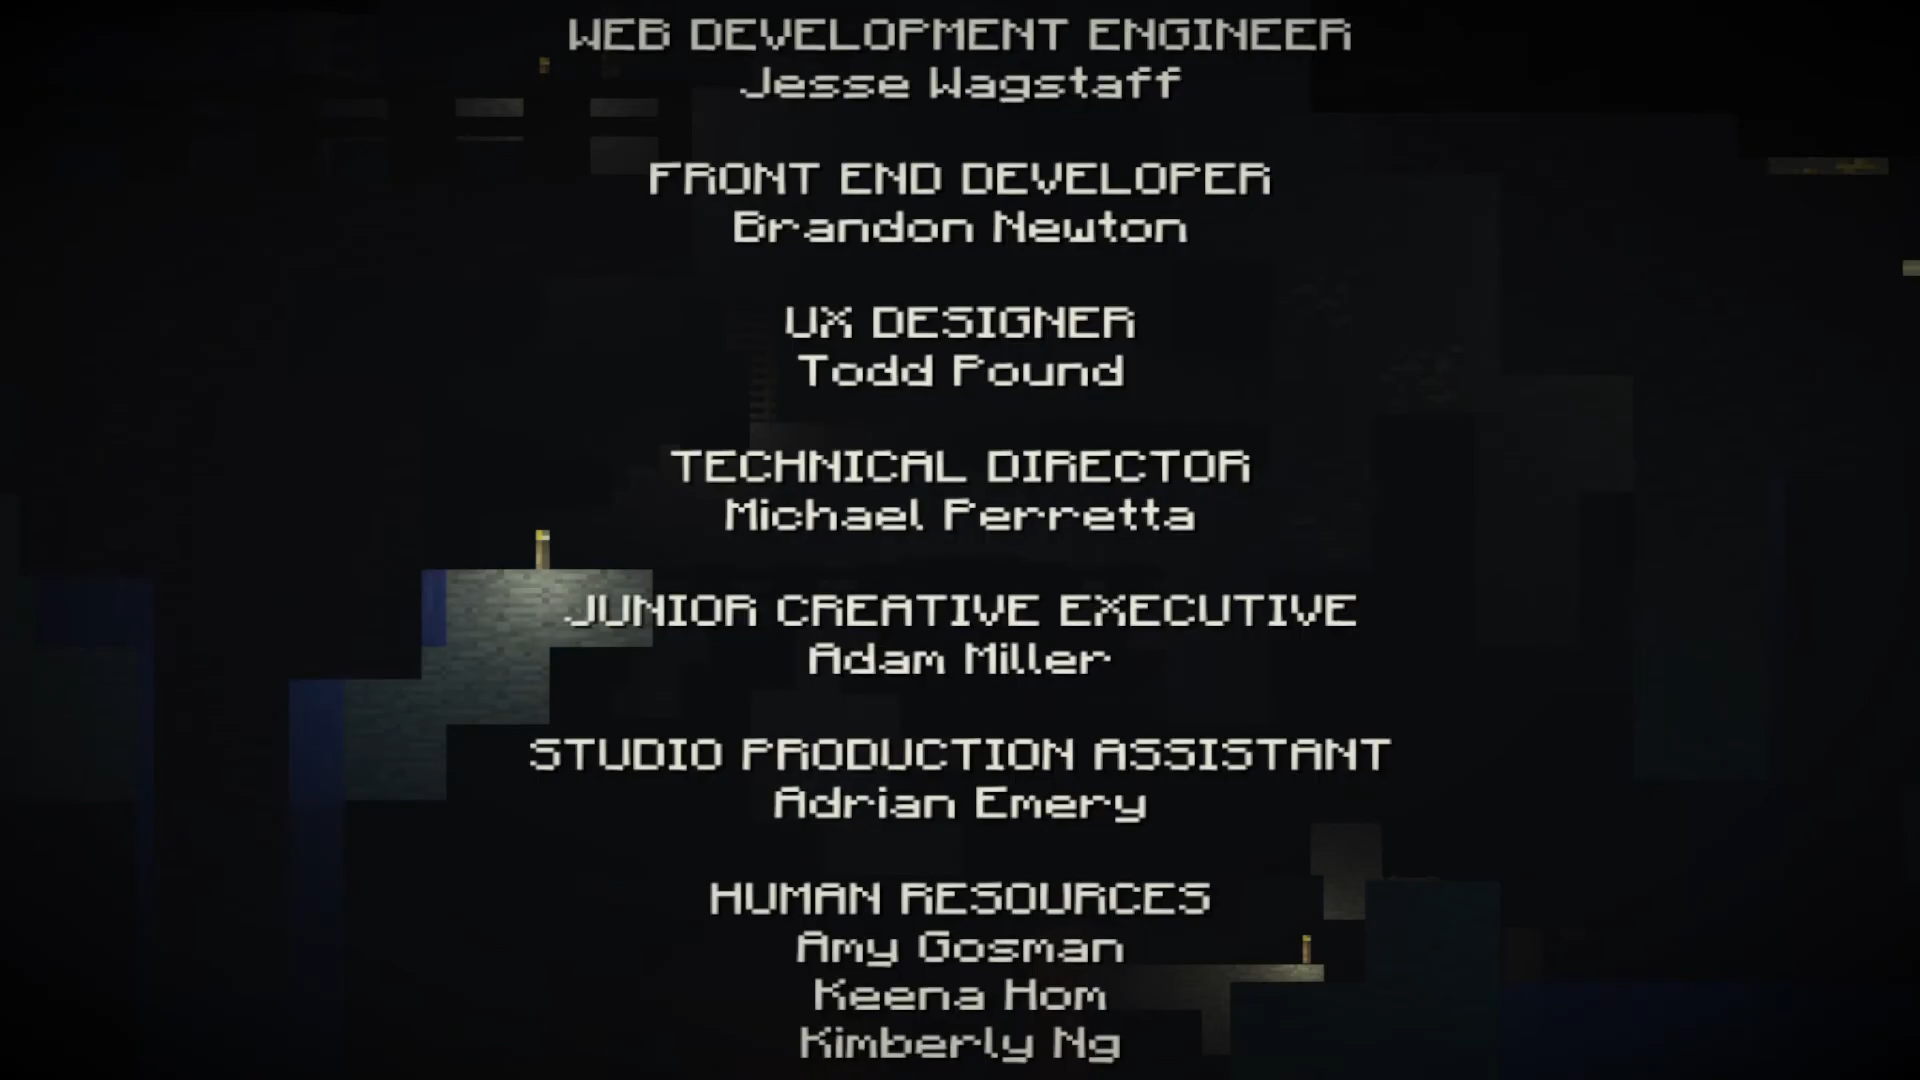 WEB DEVELOPMENT ENGINEER
Jesse Wagstaff
FRONT END DEVELOPER
Brandon Newton
UX DESIGNER
Todd Pound
TECHNICAL DIRECTOR
Michael Perretta
JUNIOR CREATIVE EXECUTIVE
Adam Miller
STUDIO PRODUCTION ASSISTANT
Adrian Emery
HUMAN RESOURCES
Amy Gosman
Keena Hom
Kimberly Ng